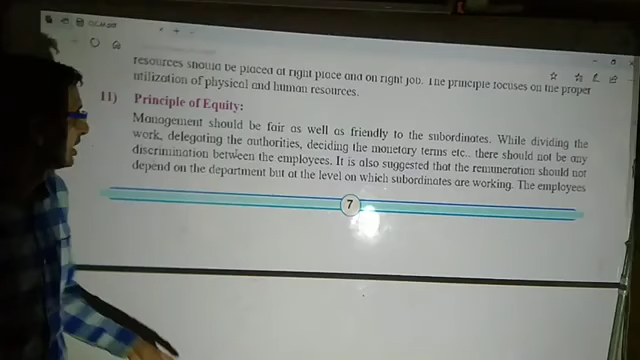 resources should be placed at right place and on right job. The principle focuses on the proper
utilization of physical and human resources.
11) Principle of Equity:
Management should be fair as well as friendly to the subordinates. While dividing the
work, delegating the authorities, deciding the monetary terms etc.. there should not be any
discrimination between the employees. It is also suggested that the remuneration should not
depend on the department but at the level on which subordinates are working. The employees
7